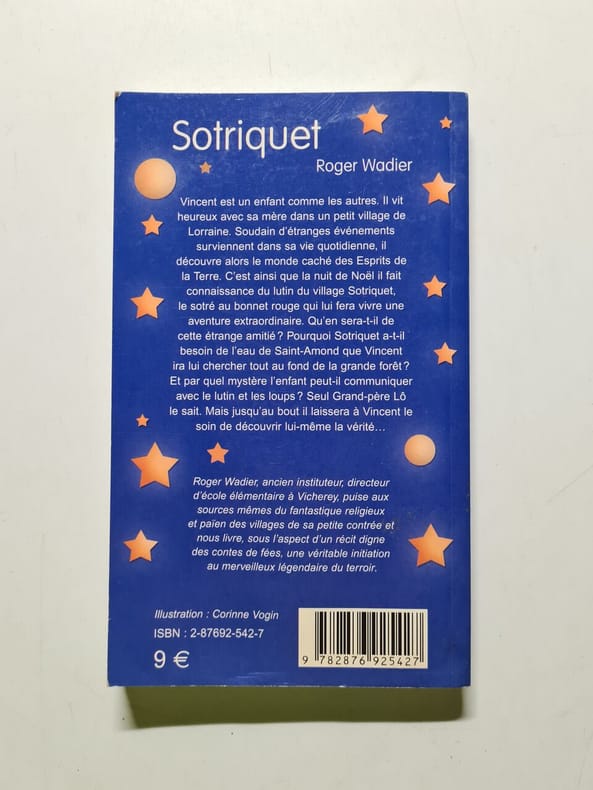 Sotriquet
Roger Wadier
Vincent est un enfant comme les autres. Il vit
heureux avec sa mère dans un petit village de
Lorraine. Soudain d'étranges événements
surviennent dans sa vie quotidienne, il
découvre alors le monde caché des Esprits de
la Terre. C'est ainsi que la nuit de Noël il fait
connaissance du lutin du village Sotriquet,
le sotré au bonnet rouge qui lui fera vivre une
aventure extraordinaire. Qu'en sera-t-il de
cette étrange amitié ? Pourquoi Sotriquet a-t-il
besoin de l'eau de Saint-Amond que Vincent
ira lui chercher tout au fond de la grande forêt ?
Et par quel mystère l'enfant peut-il communiquer
avec le lutin et les loups ? Seul Grand-père Lô
le sait. Mais jusqu'au bout il laissera à Vincent le
soin de découvrir lui-même la vérité...
Roger Wadier, ancien instituteur, directeur
d'école élémentaire à Vicherey, puise aux
sources mêmes du fantastique religieux
et païen des villages de sa petite contrée et
nous livre, sous l'aspect d'un récit digne
des contes de fées, une véritable initiation
au merveilleux légendaire du terroir.
Illustration : Corinne Vogin
ISBN : 2-87692-542-7
9 €
9 782876 925427